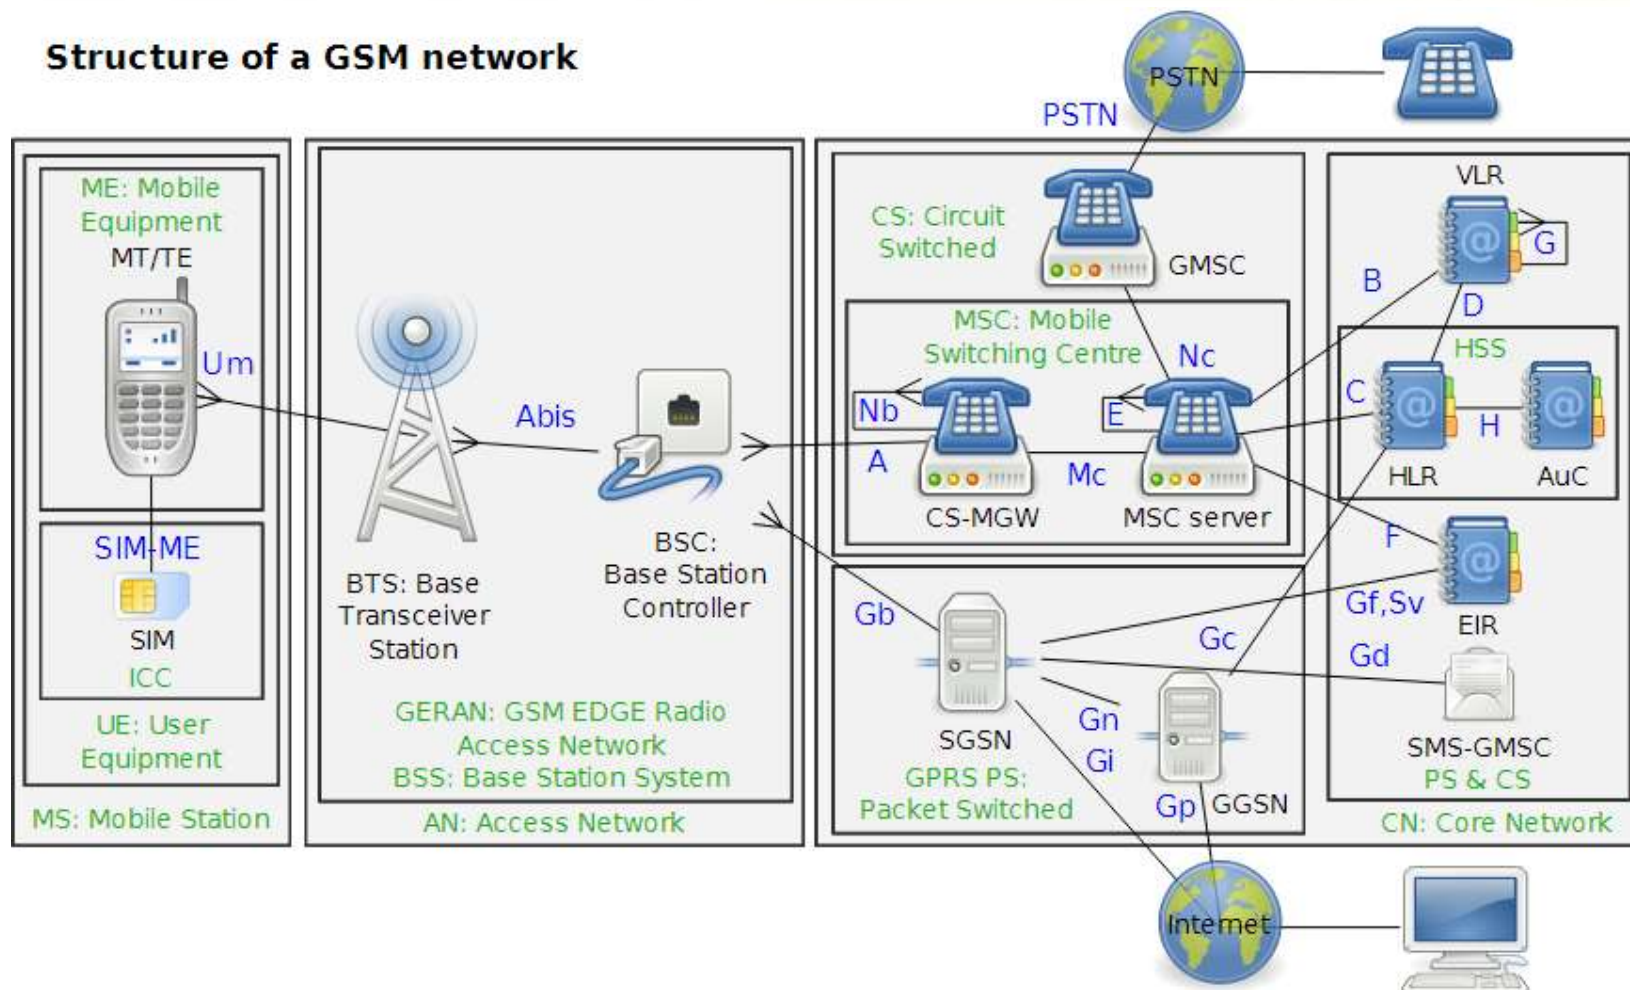 Structure of a GSM network
PSTN
PSTN
ME: Mobile
Equipment
MT/TE
Um
SIM-ME
SIM
ICC
UE: User
Equipment
MS: Mobile Station
Abis
BTS: Base
Transceiver
Station
BSC:
Base Station
Controller
GERAN: GSM EDGE Radio
Access Network
BSS: Base Station System
AN: Access Network
CS: Circuit
Switched
GMSC
MSC: Mobile
Switching Centre
Nc
Nb
E
A
Mc
CS-MGW
MSC server
VLR
G
B
D
HSS
C
H
HLR
AuC
F
Gf,Sv
EIR
Gb
Gc
Gd
SGSN
Gn
Gi
GPRS PS:
Packet Switched
Gp
GGSN
SMS-GMSC
PS & CS
CN: Core Network
Internet
@
@
@
@